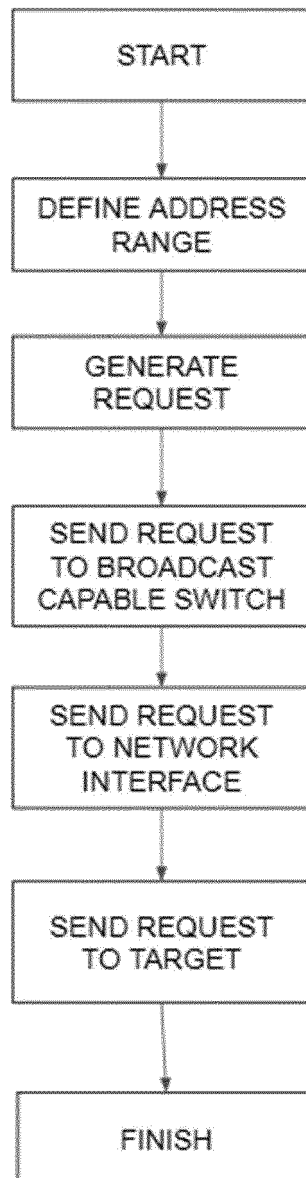 START
DEFINE ADDRESS
RANGE
GENERATE
REQUEST
SEND REQUEST
TO BROADCAST
CAPABLE SWITCH
SEND REQUEST
TO NETWORK
INTERFACE
SEND REQUEST
TO TARGET
FINISH